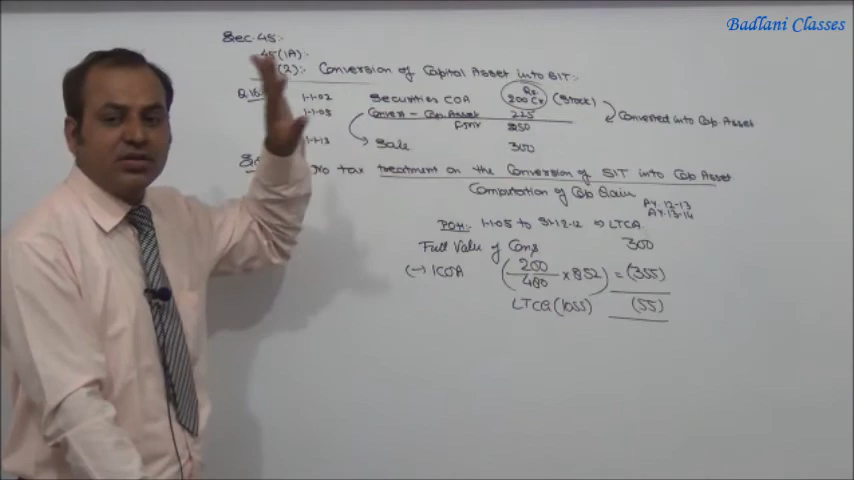 Badlani Classes
Sec. 45:-
45(1A):-
(2):- Conversion of Capital Asset into SIT:-
1-1-02 Securities COA Rs. 200 Cr (Stock)
1-1-05 Convert - Cap. Asset 225 Converted into Cap. Asset
FMV 250
1-1-13 Sale 300
No tax treatment on the Conversion of SIT into Cap Asset
Computation of Cap Gain
A.Y. 12-13
A.Y. 13-14
POH:- 1-1-05 to 31-12-12 ⇒ LTCA
Full Value of Cons 300
(-) ICOA (200/480 × 852) = (355)
LTCG (Loss) (55)